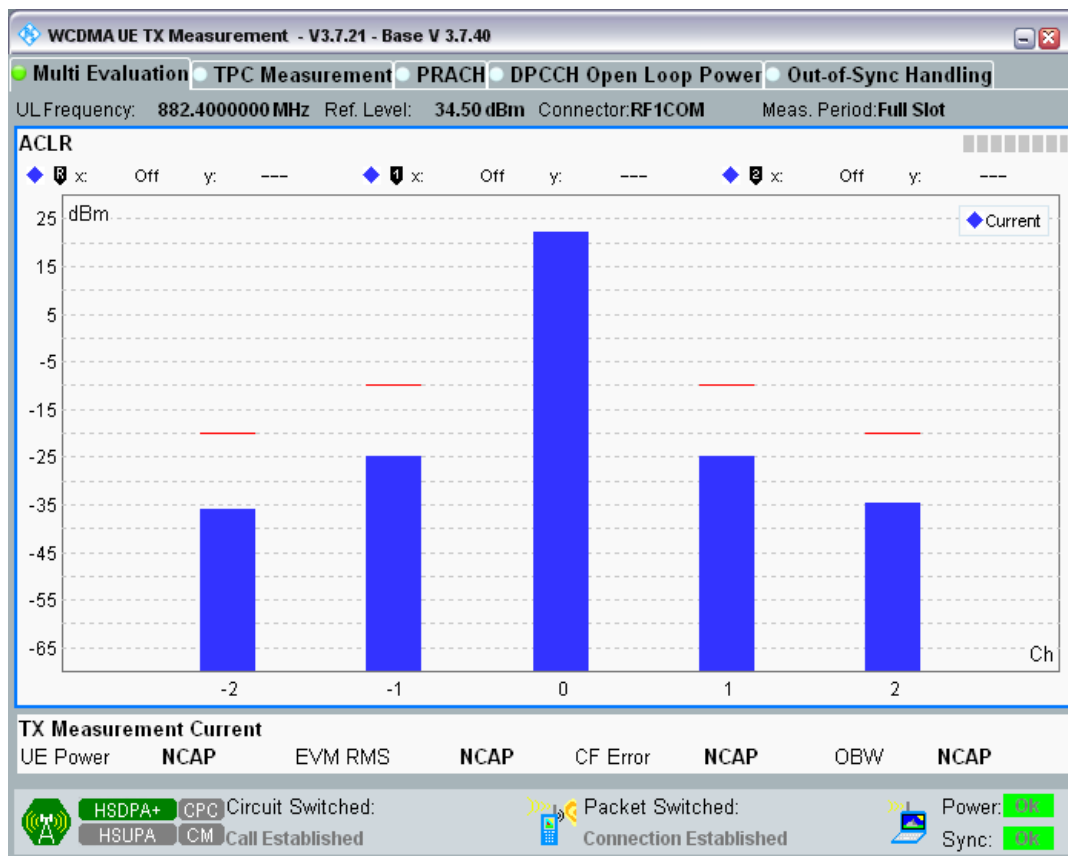 WCDMA UE TX Measurement - V3.7.21 - Base V 3.7.40
Multi Evaluation TPC Measurement PRACH DPCCH Open Loop Power Out-of-Sync Handling
UL Frequency: 882.4000000 MHz Ref. Level: 34.50 dBm Connector:RF1COM Meas. Period:Full Slot
ACLR
R x: Off y: --- 1 x: Off y: --- 2 x: Off y: ---
25 dBm
Current
15
5
-5
-15
-25
-35
-45
-55
-65
Ch
-2 -1 0 1 2
TX Measurement Current
UE Power NCAP EVM RMS NCAP CF Error NCAP OBW NCAP
HSDPA+ CPC Circuit Switched: Packet Switched: Power: OK
HSUPA CM Call Established Connection Established Sync: OK